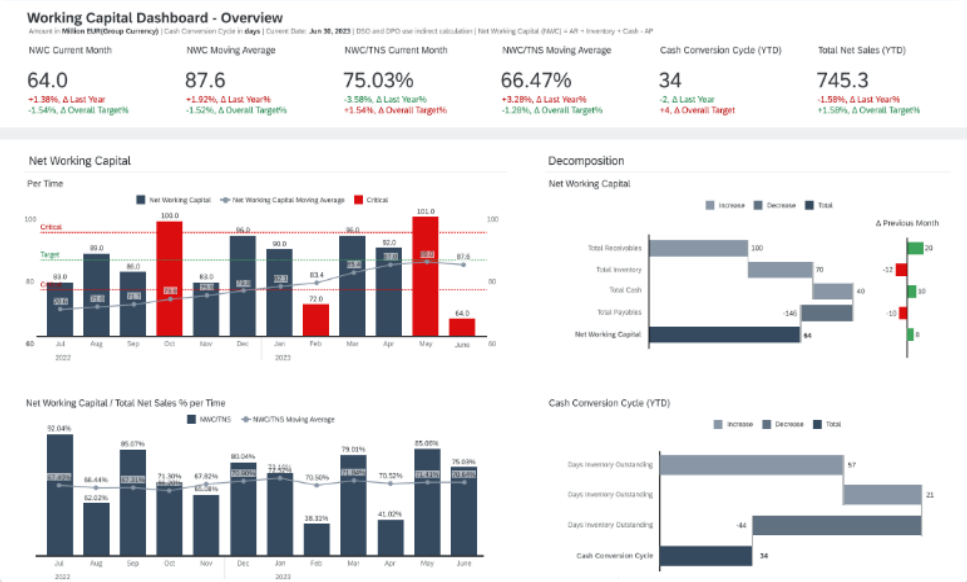 Working Capital Dashboard - Overview
Amount in Million EUR(Group Currency) | Cash Conversion Cycle in days | Current Date: Jun 30, 2023 | DSO and DPO use indirect calculation | Net Working Capital (NWC) = AR + Inventory + Cash - AP
NWC Current Month NWC Moving Average NWC/TNS Current Month NWC/TNS Moving Average Cash Conversion Cycle (YTD) Total Net Sales (YTD)
64.0 87.6 75.03% 66.47% 34 745.3
+1.38%, Δ Last Year +1.92%, Δ Last Year% -3.58%, Δ Last Year% +3.28%, Δ Last Year% -2, Δ Last Year -1.58%, Δ Last Year%
-1.54%, Δ Overall Target% -1.52%, Δ Overall Target% +1.54%, Δ Overall Target% -1.28%, Δ Overall Target% +4, Δ Overall Target +1.58%, Δ Overall Target%
Net Working Capital
Per Time
Net Working Capital Net Working Capital Moving Average Critical
100 100
Critical
Target
80 80
60 60
83.0 89.0 86.0 100.0 83.0 96.0 90.0 72.0 96.0 92.0 101.0 64.0
83.4 87.6
Jul Aug Sep Oct Nov Dec Jan Feb Mar Apr May June
2022 2023
Decomposition
Net Working Capital
Increase Decrease Total
Δ Previous Month
Total Receivables 100 20
Total Inventory 70 -12
Total Cash 40 10
Total Payables -146 -10
Net Working Capital 64
Net Working Capital / Total Net Sales % per Time
NWC/TNS NWC/TNS Moving Average
92.04% 62.03% 85.07% 71.30% 80.04% 38.33% 79.01% 41.02% 85.06% 75.03%
66.44% 67.82% 70.50% 70.52%
Jul Aug Sep Oct Nov Dec Jan Feb Mar Apr May June
2022 2023
Cash Conversion Cycle (YTD)
Increase Decrease Total
Days Inventory Outstanding 57
Days Inventory Outstanding 21
Days Inventory Outstanding -44
Cash Conversion Cycle 34